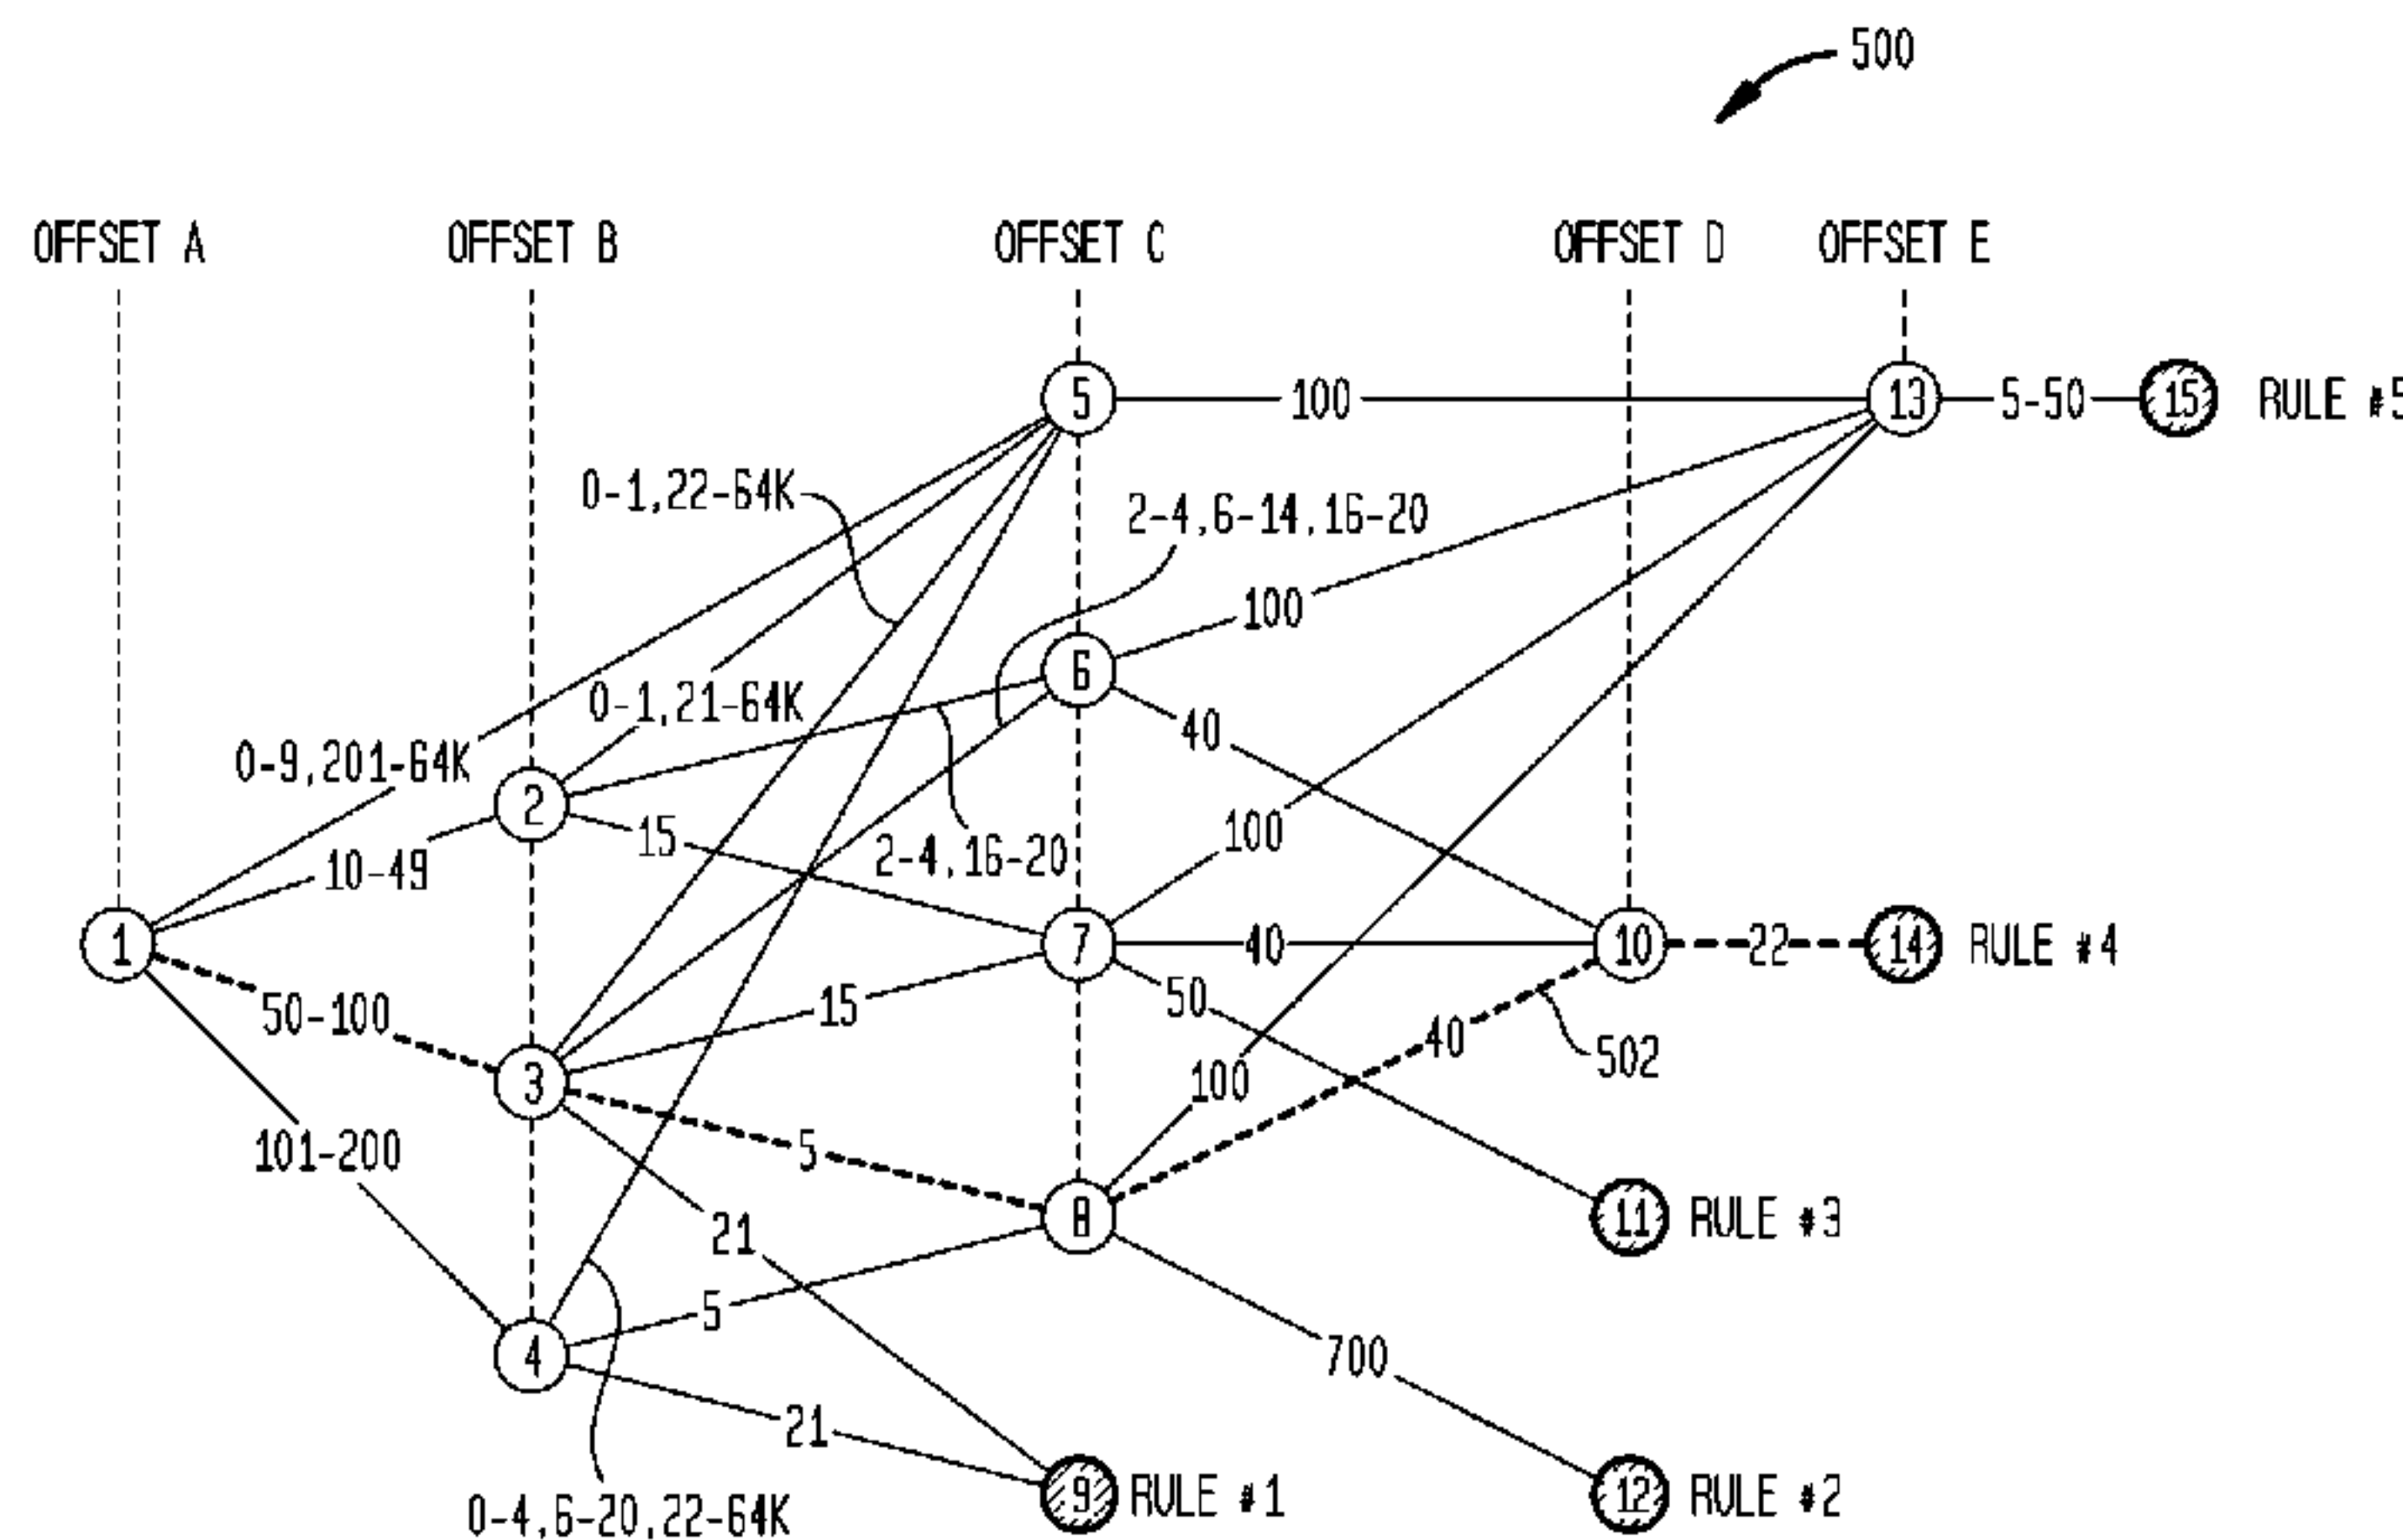 500
OFFSET A OFFSET B OFFSET C OFFSET D OFFSET E
5 100 13 5-50 15 RULE #5
0-1,22-64K
2-4,6-14,16-20
100
6
0-1,21-64K
40
0-9,201-64K
2
15
100
2-4,16-20
10-49
1 7 40 10 22 14 RULE #4
50-100
15
50
40
502
3
100
101-200
5
21
8
11 RULE #3
5
4
700
21
9 RULE #1
12 RULE #2
0-4,6-20,22-64K